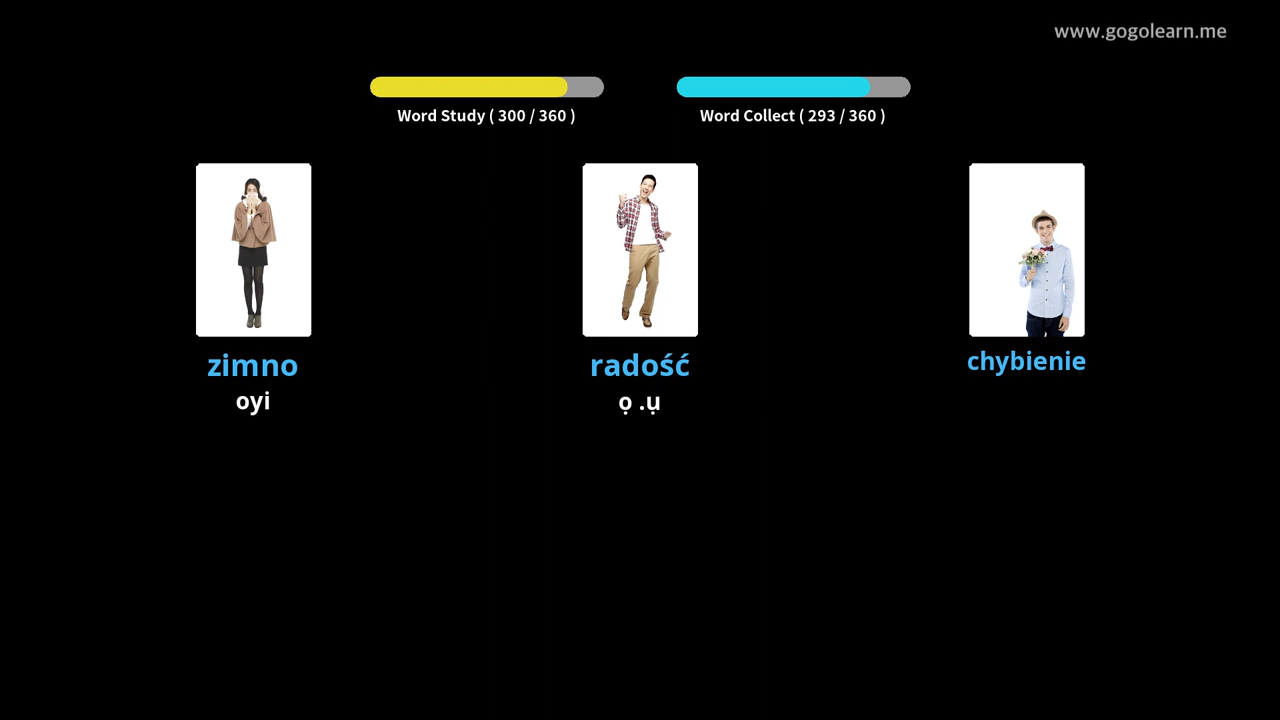 www.gogolearn.me
Word Study ( 300 / 360 )
Word Collect ( 293 / 360 )
zimno
radość
chybienie
oyi
ọ .ụ